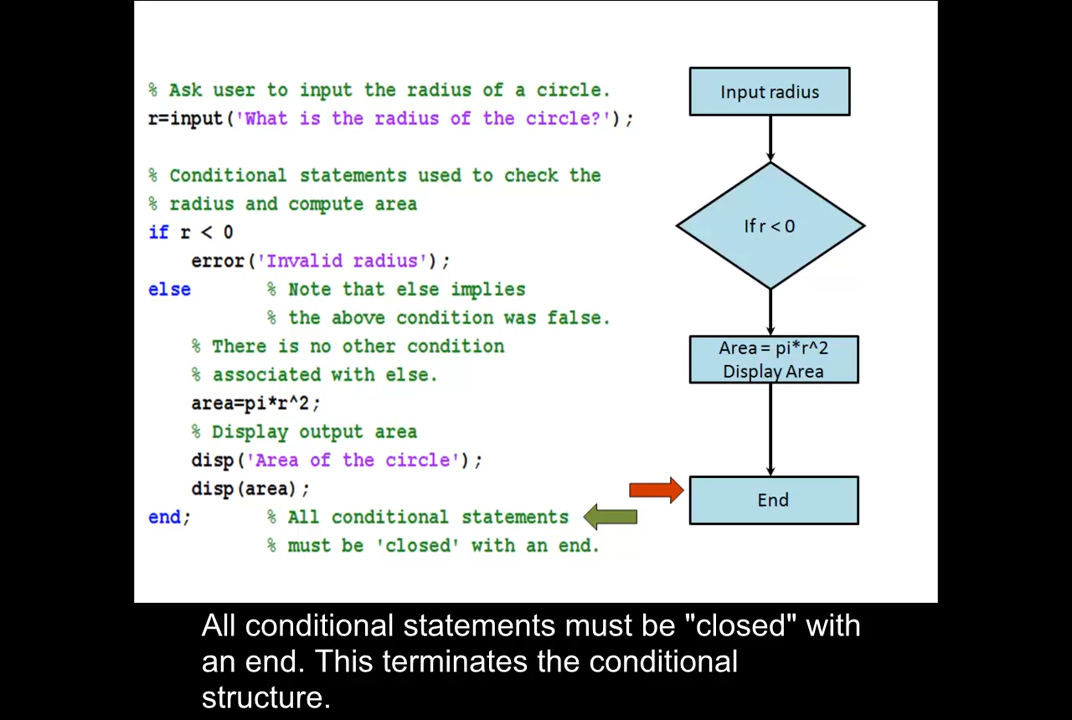 % Ask user to input the radius of a circle.
r=input('What is the radius of the circle?');
% Conditional statements used to check the
% radius and compute area
if r < 0
error('Invalid radius');
else % Note that else implies
% the above condition was false.
% There is no other condition
% associated with else.
area=pi*r^2;
% Display output area
disp('Area of the circle');
disp(area);
end; % All conditional statements
% must be 'closed' with an end.
Input radius
If r < 0
Area = pi*r^2
Display Area
End
All conditional statements must be "closed" with
an end. This terminates the conditional
structure.